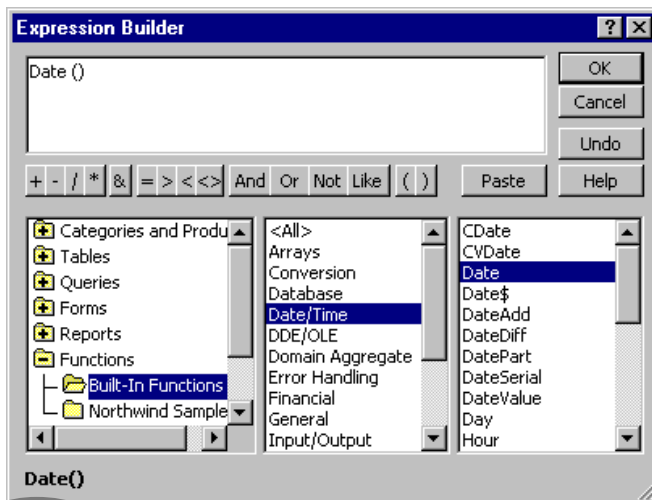 Expression Builder
?
Date ()
OK
Cancel
Undo
+ - / * & = > < <> And Or Not Like ( ) Paste Help
Categories and Produ
Tables
Queries
Forms
Reports
Functions
Built-In Functions
Northwind Sample
<All>
Arrays
Conversion
Database
Date/Time
DDE/OLE
Domain Aggregate
Error Handling
Financial
General
Input/Output
CDate
CVDate
Date
Date$
DateAdd
DateDiff
DatePart
DateSerial
DateValue
Day
Hour
Date()